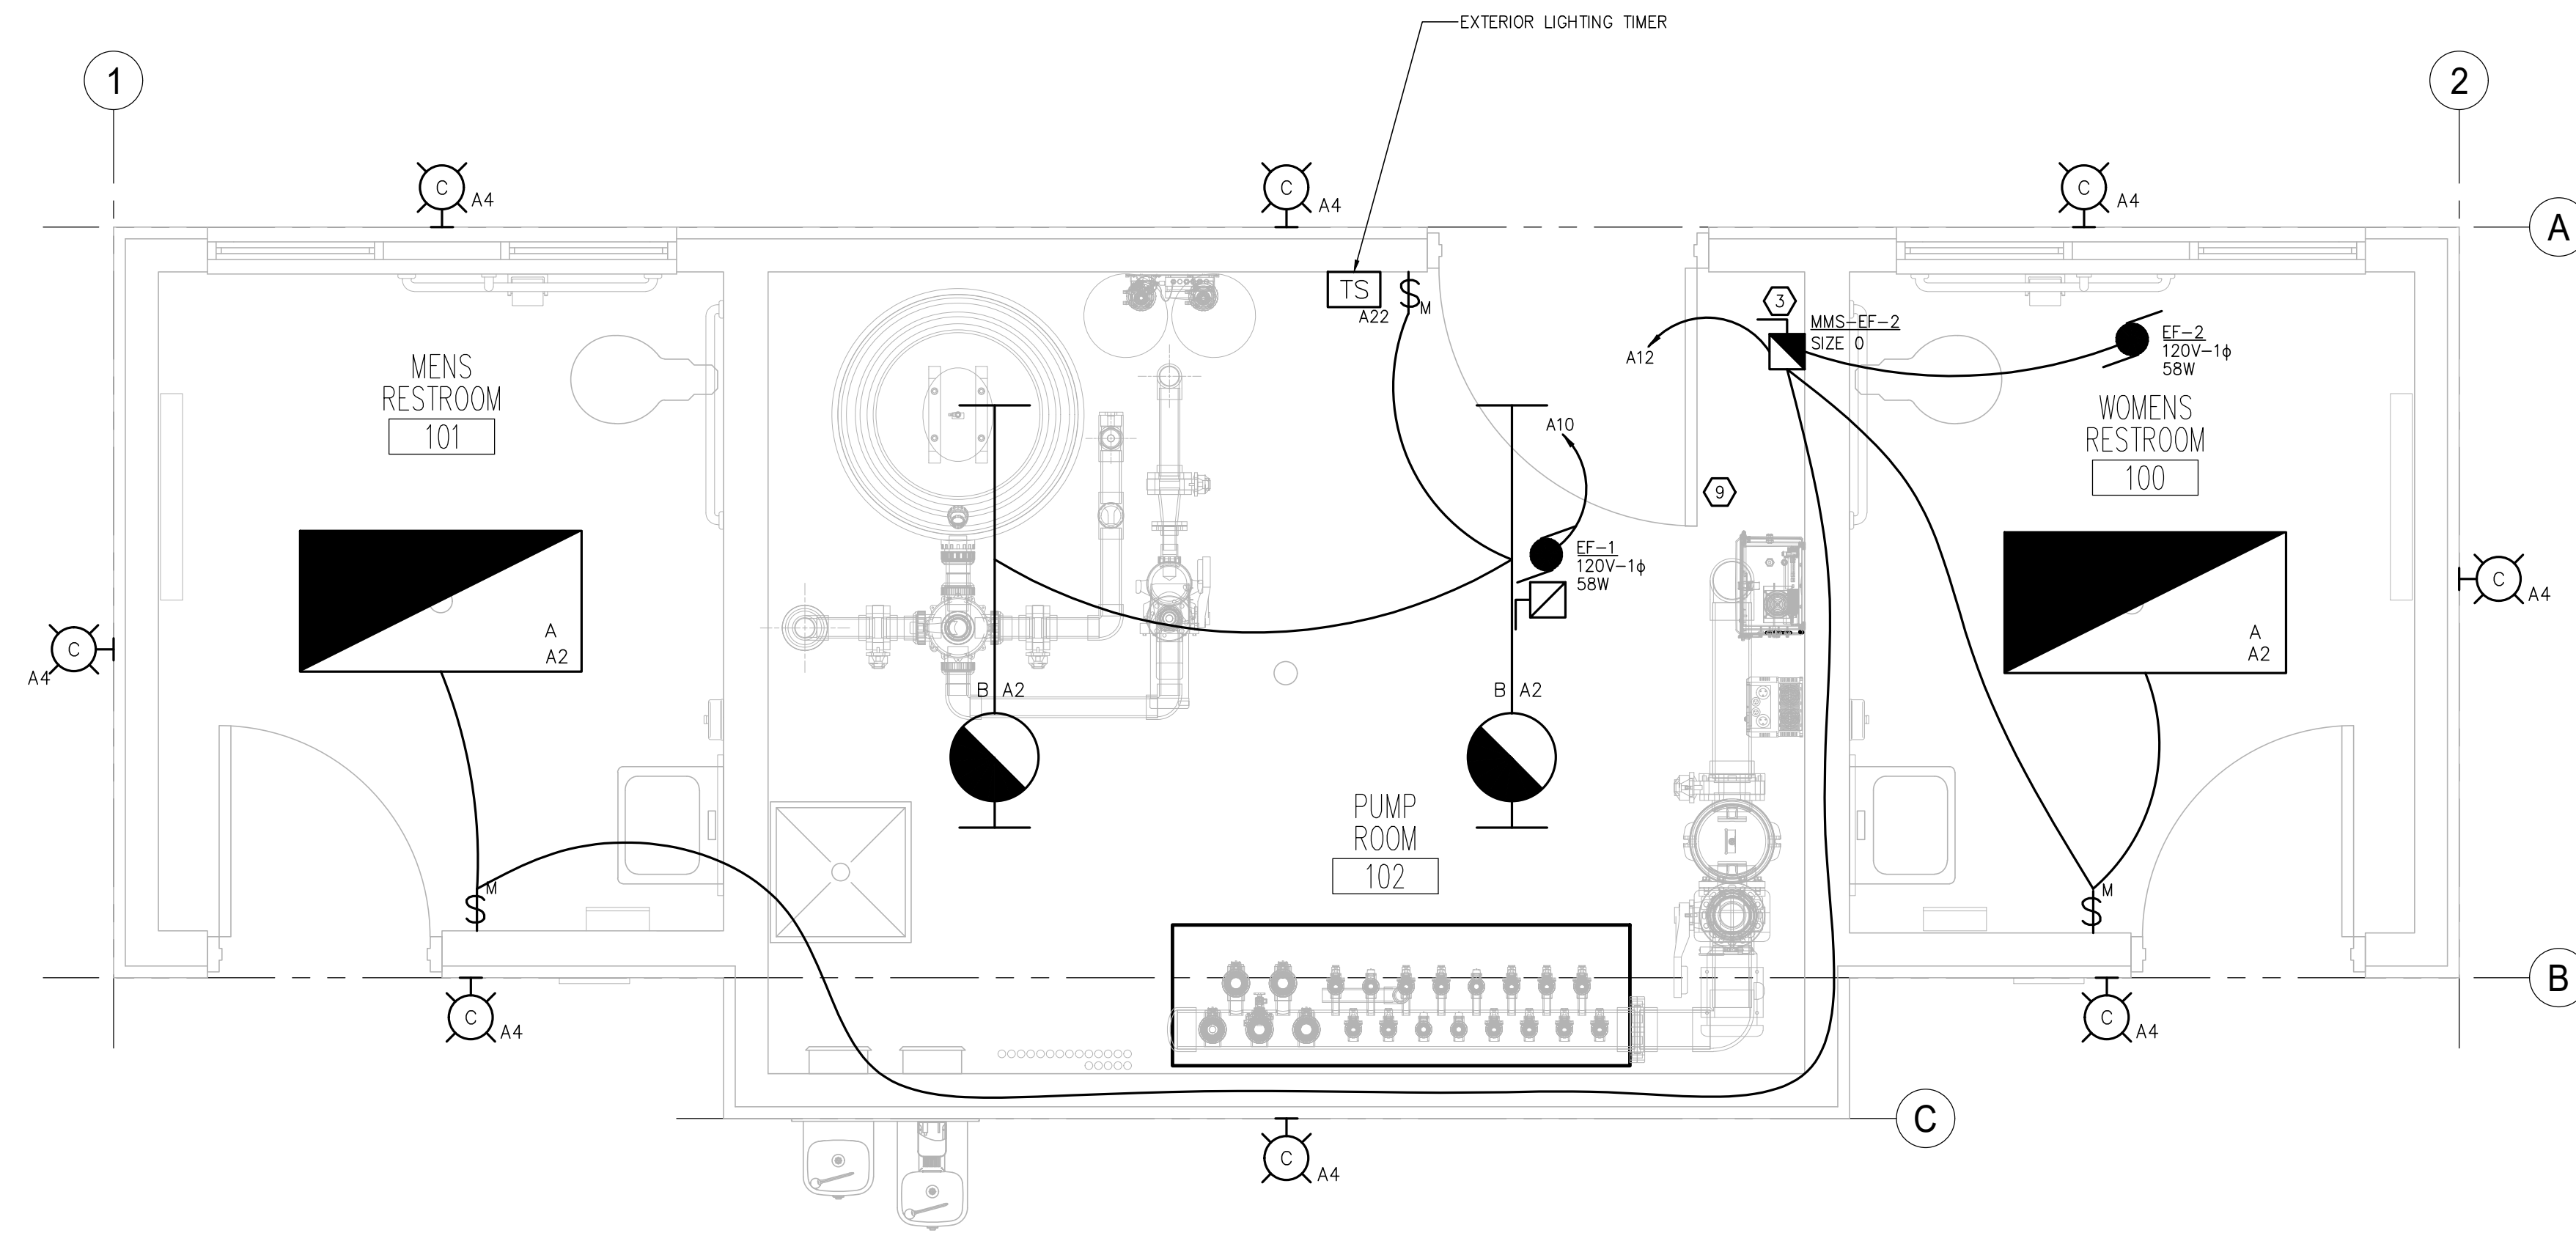 EXTERIOR LIGHTING TIMER
1
2
C
A4
C
A4
C
A4
A
TS
A22
$M
3
MMS-EF-2
SIZE 0
A12
EF-2
120V-1ϕ
58W
MENS
RESTROOM
101
WOMENS
RESTROOM
100
A10
9
EF-1
120V-1ϕ
58W
C
A4
A
A2
A
A2
C
A4
B A2
B A2
PUMP
ROOM
102
M
$
M
$
B
C
A4
C
A4
C
C
A4